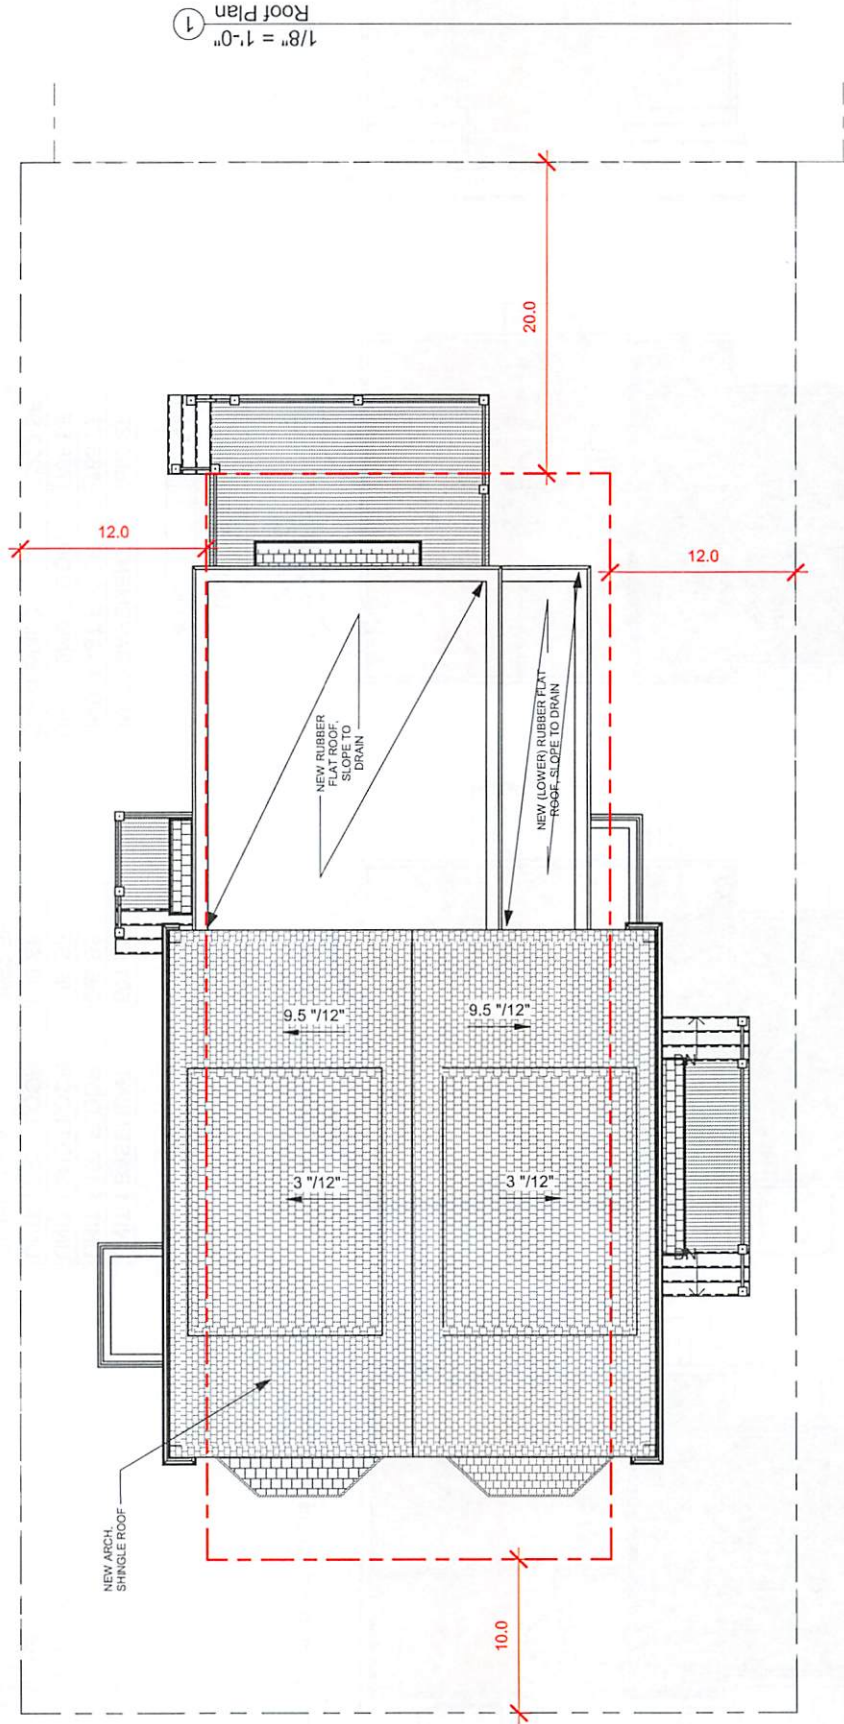 Roof Plan
1/8" = 1'-0"
1
20.0
12.0
12.0
NEW RUBBER
FLAT ROOF,
SLOPE TO
DRAIN
NEW (LOWER) RUBBER FLAT
ROOF, SLOPE TO DRAIN
9.5 "/12"
9.5 "/12"
DN
3 "/12"
3 "/12"
DN
NEW ARCH.
SHINGLE ROOF
10.0